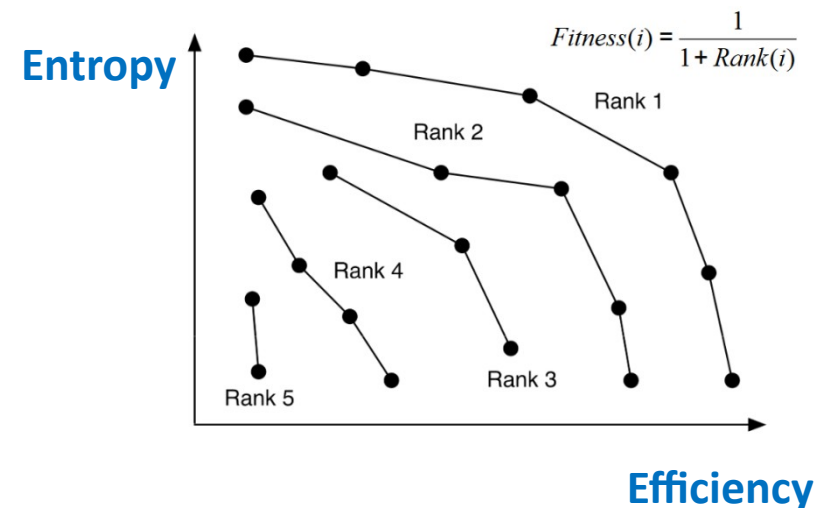 Fitness(i) = 1 / 1 + Rank(i)
Entropy
Rank 1
Rank 2
Rank 4
Rank 3
Rank 5
Efficiency